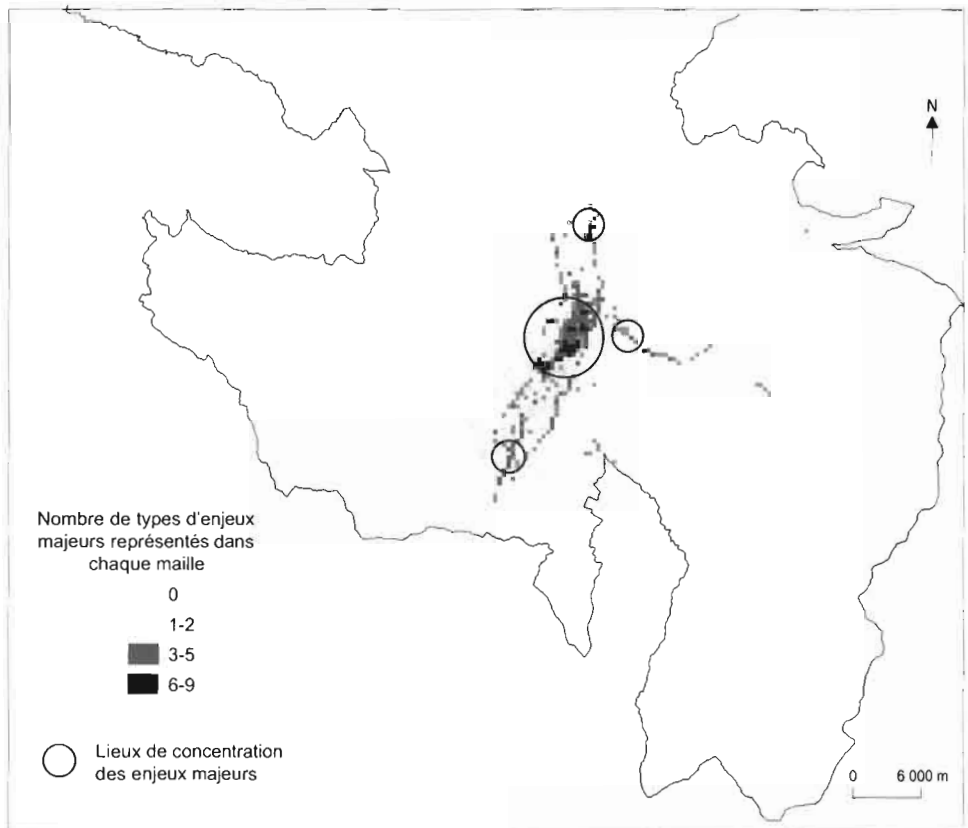 N
Nombre de types d'enjeux
majeurs représentés dans
chaque maille
0
1-2
3-5
6-9
Lieux de concentration
des enjeux majeurs
0 6 000 m